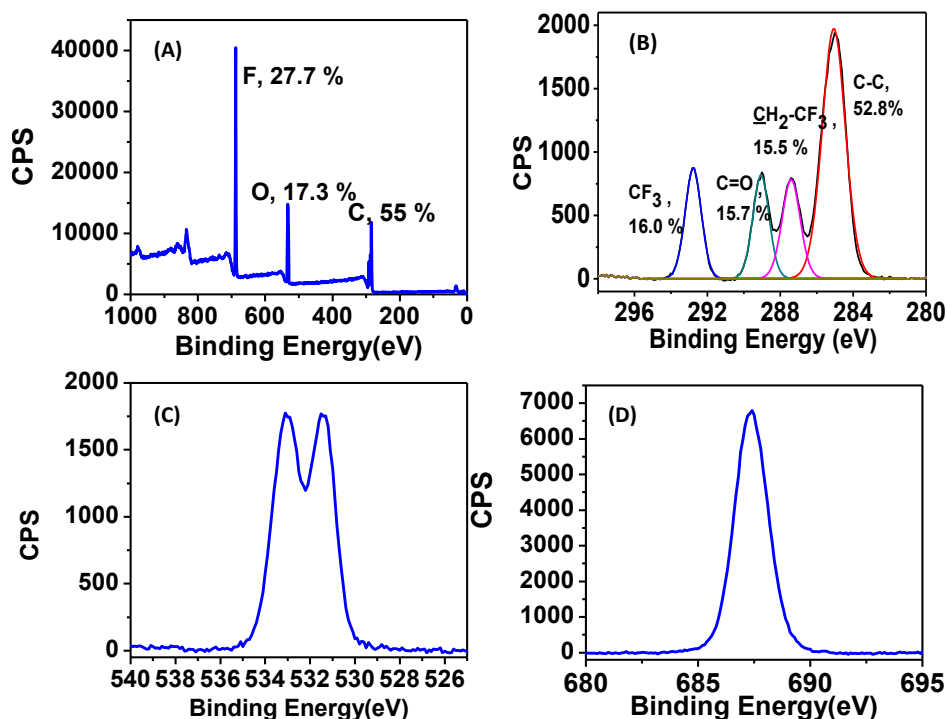 (A)
40000
30000
20000
10000
0
CPS
F, 27.7 %
O, 17.3 %
C, 55 %
1000 800 600 400 200 0
Binding Energy(eV)
(B)
2000
1500
1000
500
0
CPS
CF3 ,
16.0 %
C=O ,
15.7 %
CH2-CF3 ,
15.5 %
C-C,
52.8%
296 292 288 284 280
Binding Energy (eV)
(C)
2000
1500
1000
500
0
CPS
540 538 536 534 532 530 528 526
Binding Energy(eV)
(D)
7000
6000
5000
4000
3000
2000
1000
0
CPS
680 685 690 695
Binding Energy(eV)